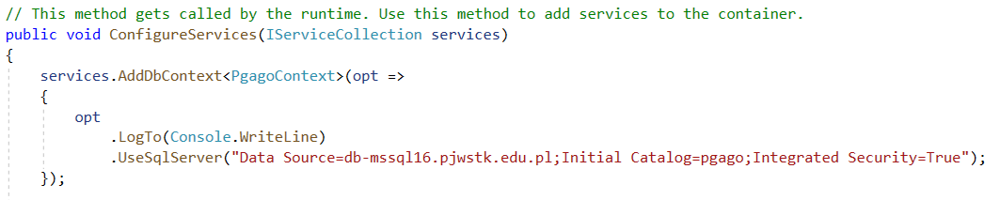 // This method gets called by the runtime. Use this method to add services to the container.
public void ConfigureServices(IServiceCollection services)
{
    services.AddDbContext<PgagoContext>(opt =>
    {
        opt
            .LogTo(Console.WriteLine)
            .UseSqlServer("Data Source=db-mssql16.pjwstk.edu.pl;Initial Catalog=pgago;Integrated Security=True");
    });